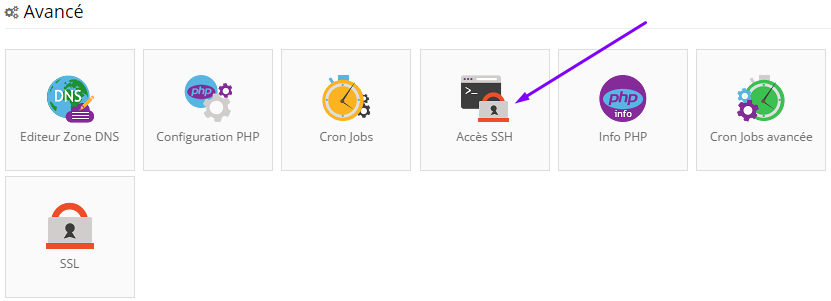 Avancé
DNS
Editeur Zone DNS
php
Configuration PHP
Cron Jobs
>_
Accès SSH
php
info
Info PHP
Cron Jobs avancée
SSL